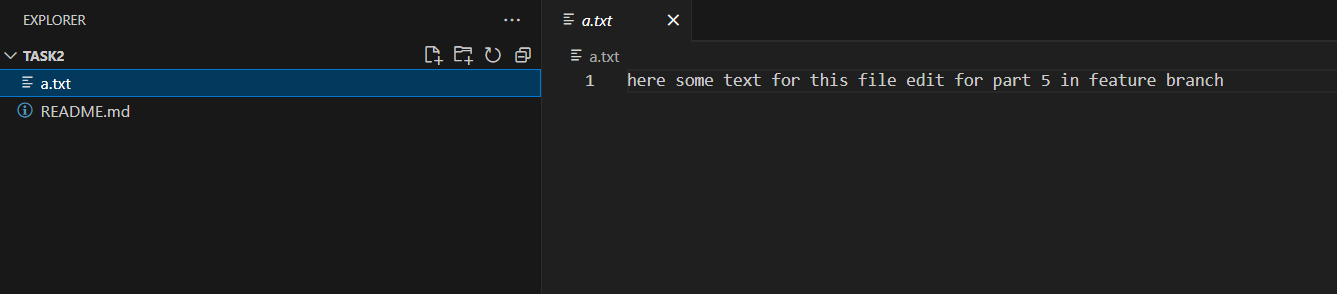 EXPLORER
···
TASK2
a.txt
README.md
a.txt
a.txt
1 here some text for this file edit for part 5 in feature branch